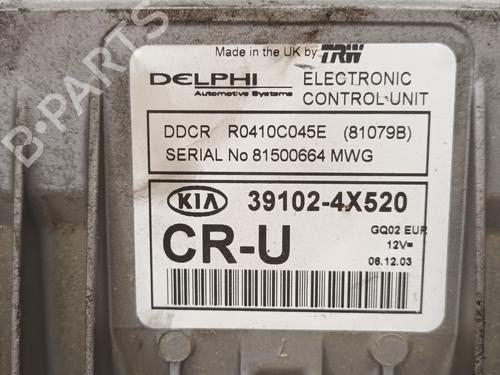 B-PARTS
Made in the UK by TRW
DELPHI
Automotive Systems
ELECTRONIC
CONTROL UNIT
DDCR R0410C045E (81079B)
SERIAL No 81500664 MWG
KIA 39102-4X520
CR-U
GQ02 EUR
12V=
06.12.03